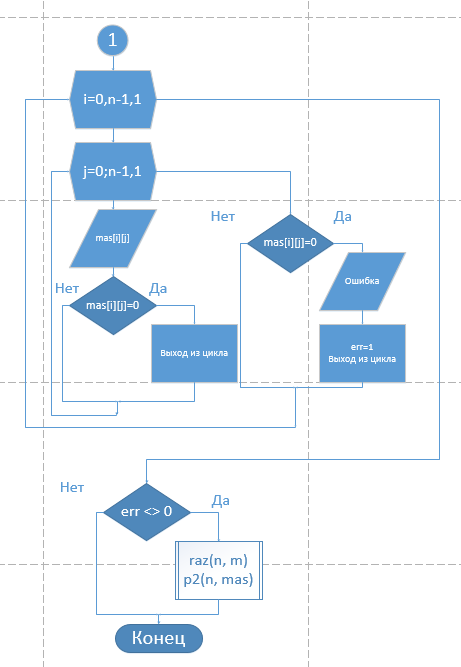 1
i=0,n-1,1
j=0;n-1,1
mas[i][j]
Нет
Да
mas[i][j]=0
Выход из цикла
Нет
Да
mas[i][j]=0
Ошибка
err=1
Выход из цикла
Нет
Да
err <> 0
raz(n, m)
p2(n, mas)
Конец